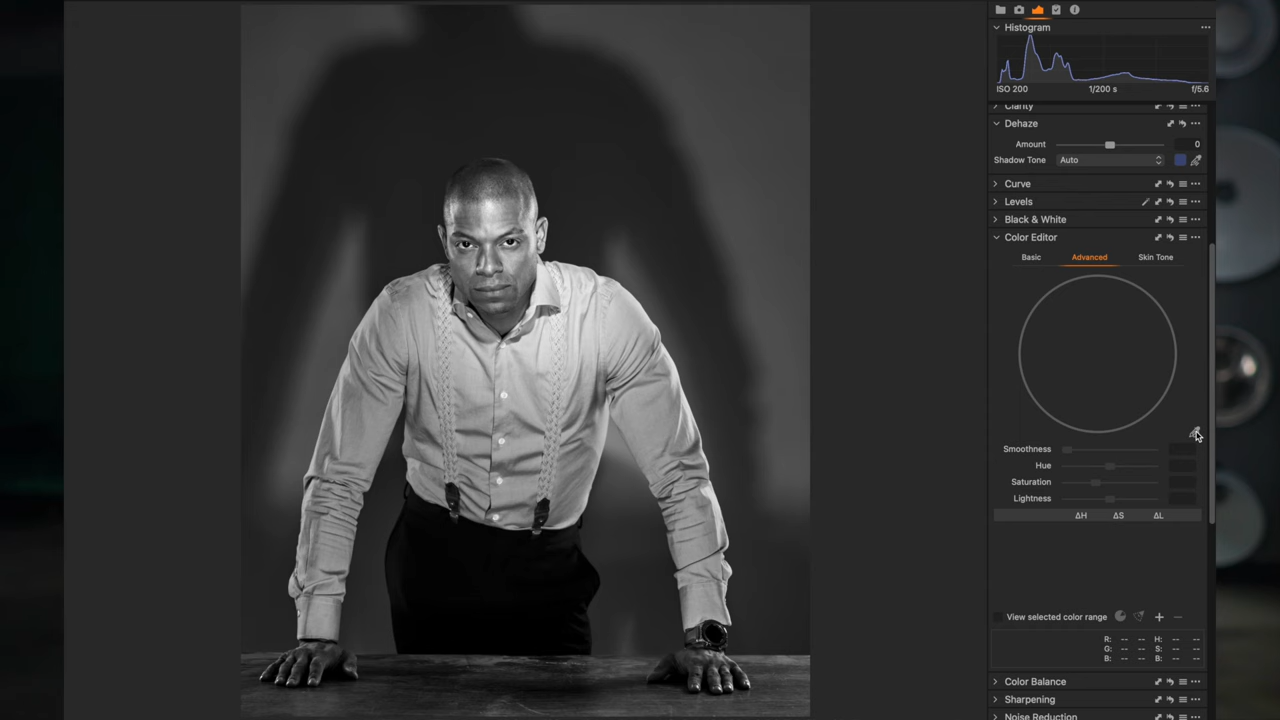 Histogram
ISO 200 1/200 s f/5.6
Clarity
Dehaze
Amount 0
Shadow Tone Auto
Curve
Levels
Black & White
Color Editor
Basic Advanced Skin Tone
Smoothness
Hue
Saturation
Lightness
ΔH ΔS ΔL
View selected color range
R: -- -- H: -- --
G: -- -- S: -- --
B: -- -- B: -- --
Color Balance
Sharpening
Noise Reduction